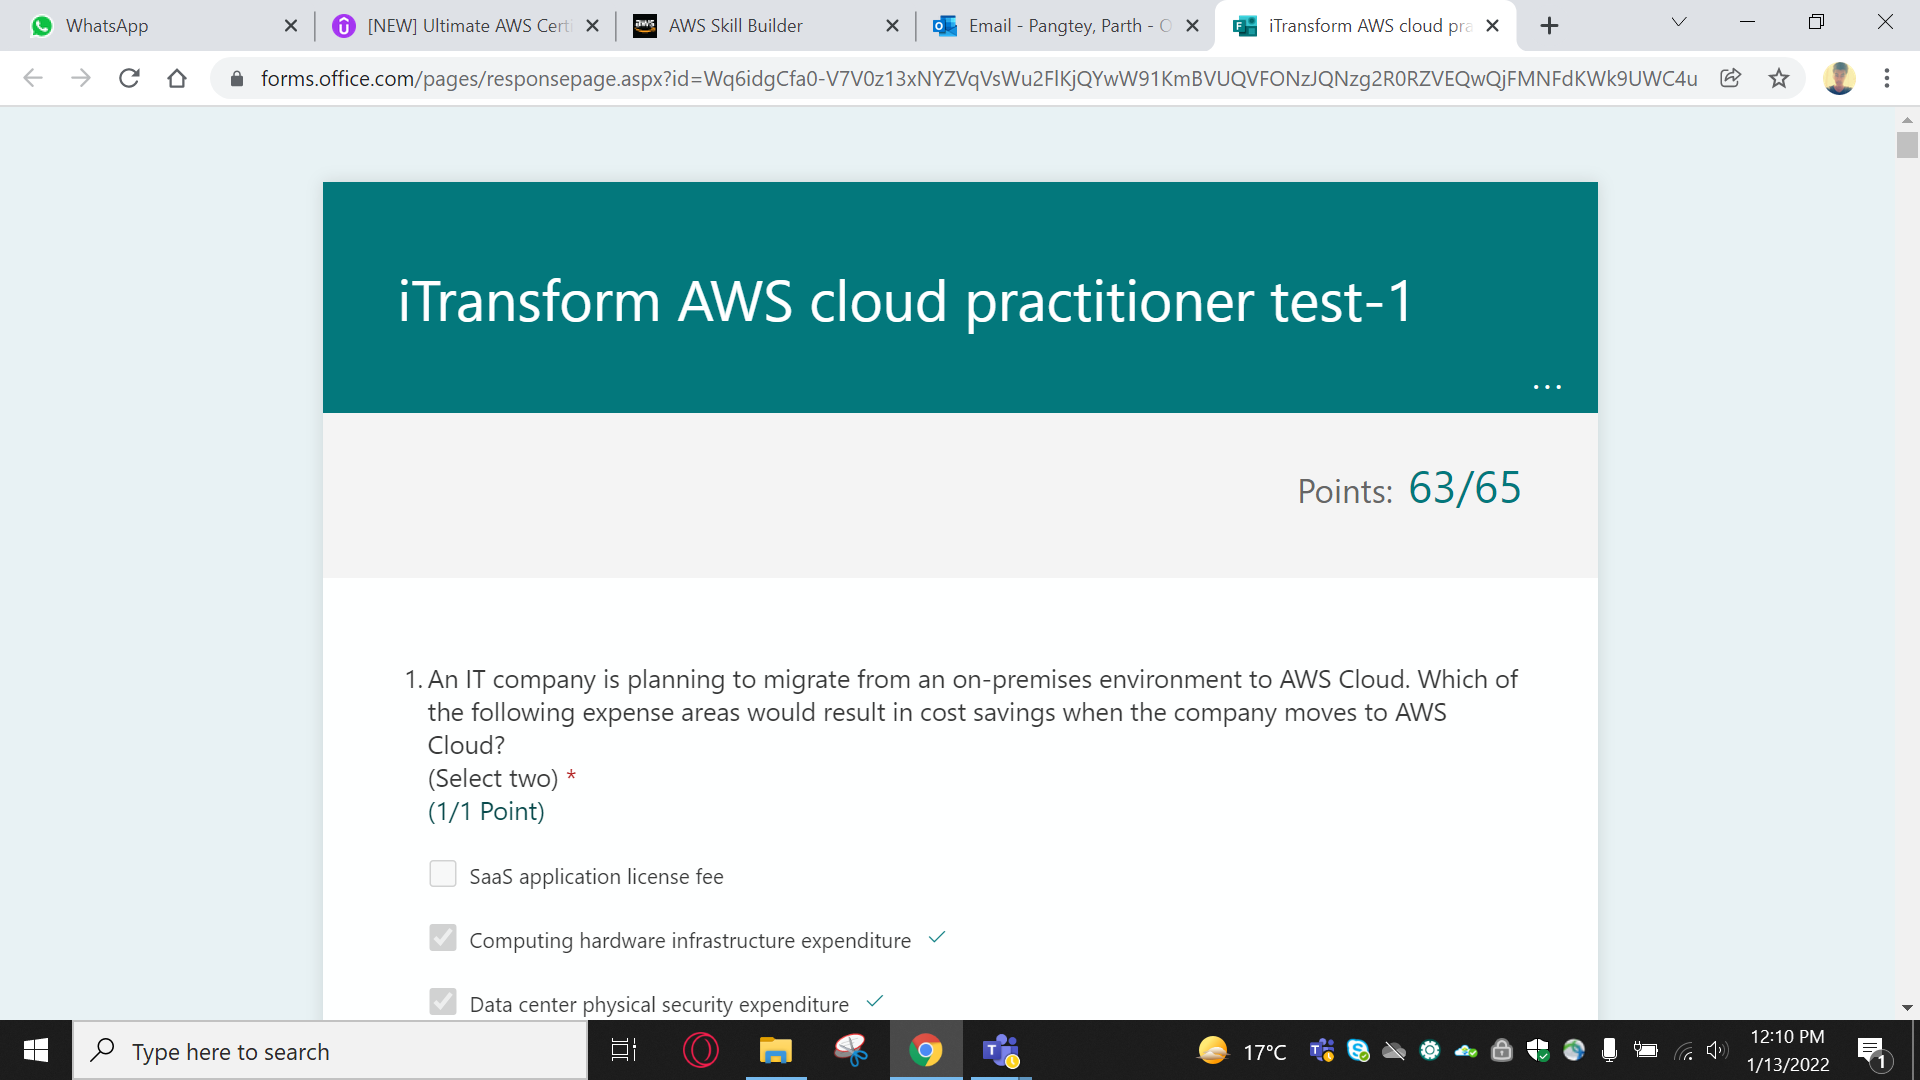 WhatsApp
[NEW] Ultimate AWS Certi
AWS Skill Builder
Email - Pangtey, Parth - O
iTransform AWS cloud pra
forms.office.com/pages/responsepage.aspx?id=Wq6idgCfa0-V7V0z13xNYZVqVsWu2FlKjQYwW91KmBVUQVFONzJQNzg2R0RZVEQwQjFMNFdKWk9UWC4u
iTransform AWS cloud practitioner test-1
...
Points: 63/65
1. An IT company is planning to migrate from an on-premises environment to AWS Cloud. Which of
the following expense areas would result in cost savings when the company moves to AWS
Cloud?
(Select two) *
(1/1 Point)
SaaS application license fee
Computing hardware infrastructure expenditure
Data center physical security expenditure
Type here to search
17°C
12:10 PM
1/13/2022
1